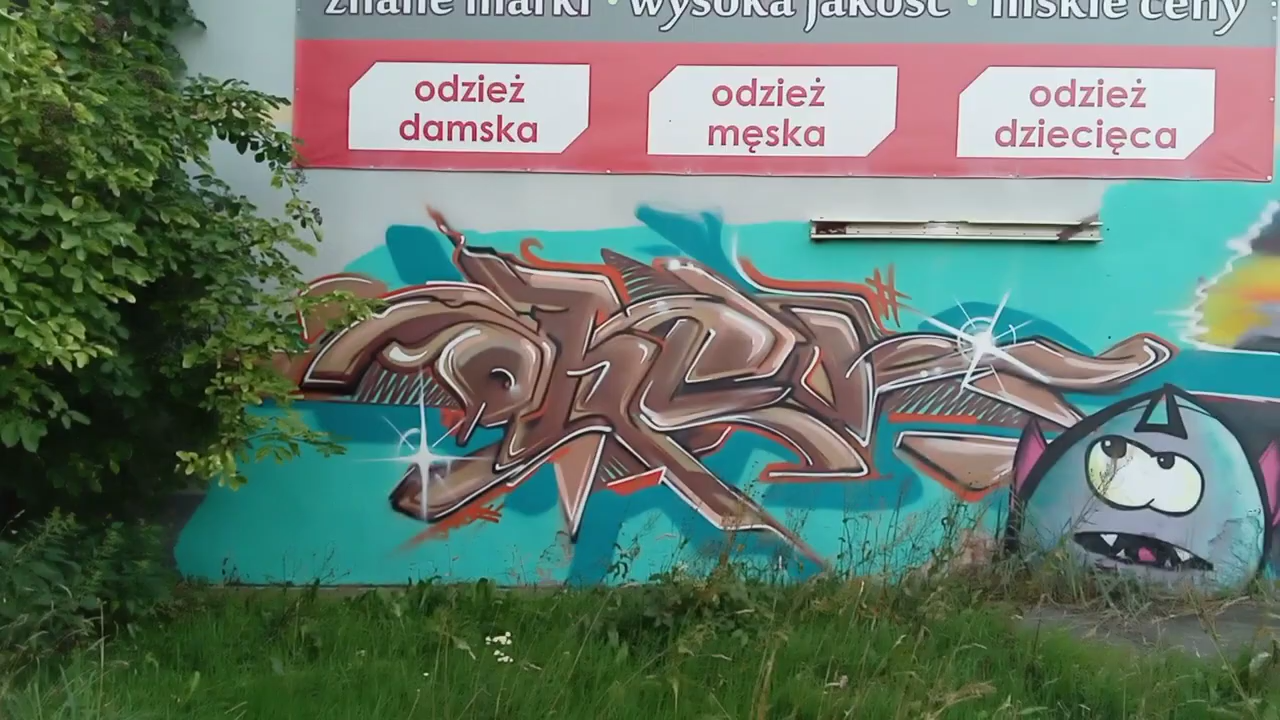 znane marki • wysoka jakość • niskie ceny
odzież
damska
odzież
męska
odzież
dziecięca